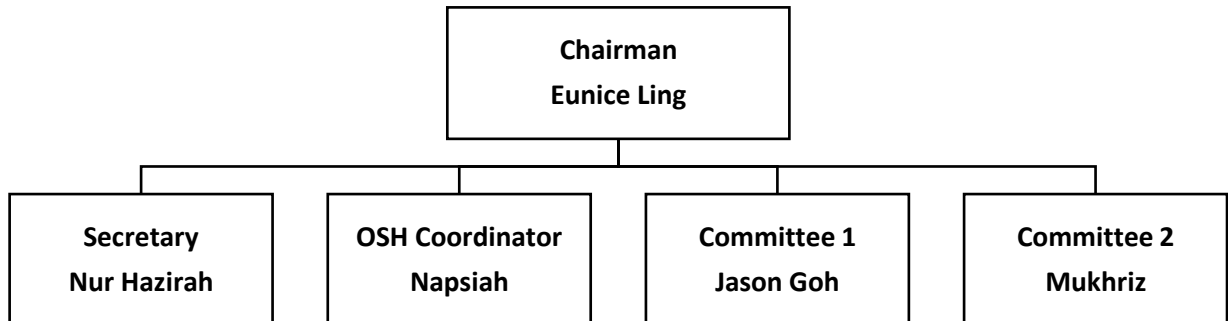 Chairman
Eunice Ling
Secretary
Nur Hazirah
OSH Coordinator
Napsiah
Committee 1
Jason Goh
Committee 2
Mukhriz